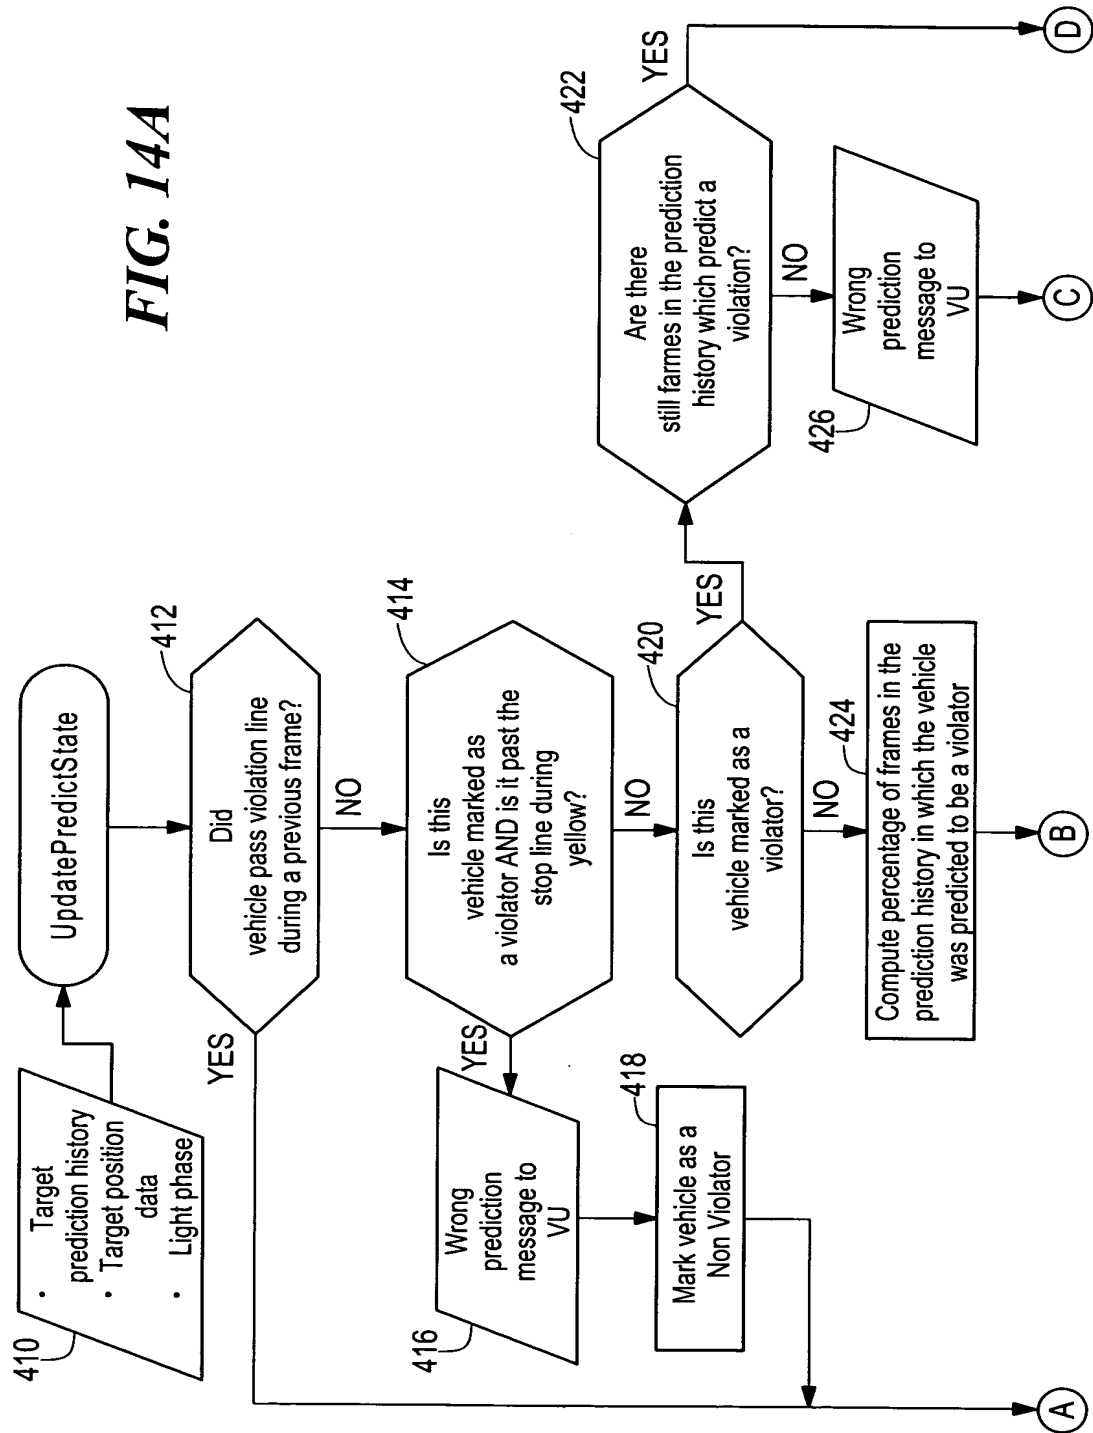 FIG. 14A
410
• Target
prediction history
• Target position
data
• Light phase
UpdatePredictState
412
Did
vehicle pass violation line
during a previous frame?
YES
NO
414
Is this
vehicle marked as
a violator AND is it past the
stop line during
yellow?
YES
NO
416
Wrong
prediction
message to
VU
418
Mark vehicle as a
Non Violator
420
Is this
vehicle marked as a
violator?
YES
NO
422
Are there
still farmes in the prediction
history which predict a
violation?
YES
NO
424
Compute percentage of frames in the
prediction history in which the vehicle
was predicted to be a violator
426
Wrong
prediction
message to
VU
A
B
C
D